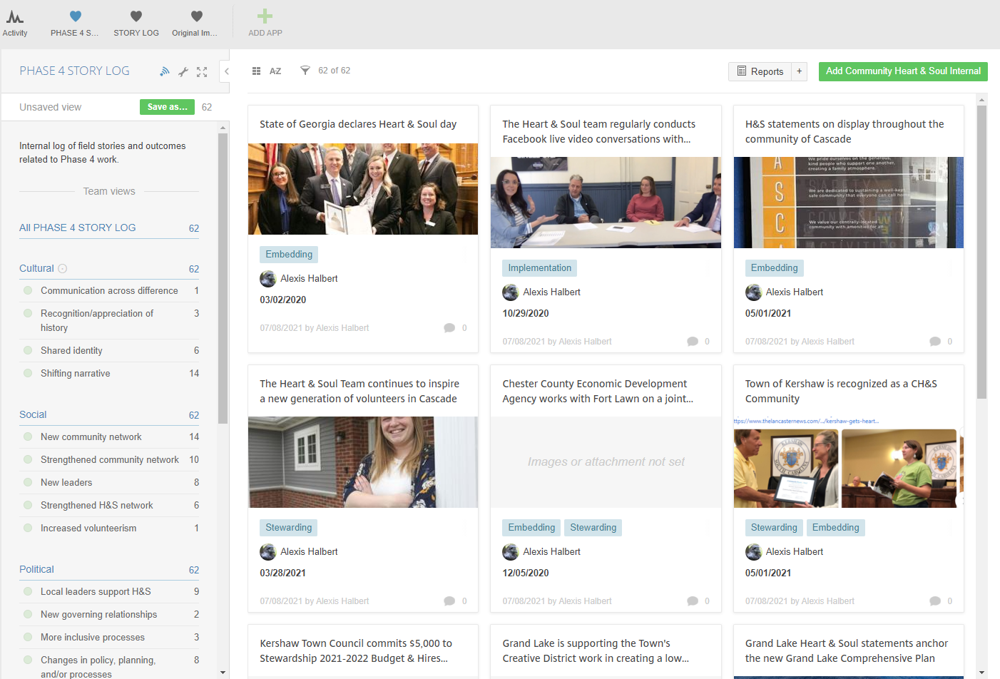 Activity
PHASE 4 S...
STORY LOG
Original Im...
ADD APP
PHASE 4 STORY LOG
Unsaved view
Save as...
62
Internal log of field stories and outcomes
related to Phase 4 work.
Team views
All PHASE 4 STORY LOG 62
Cultural 62
Communication across difference 1
Recognition/appreciation of
history 3
Shared identity 6
Shifting narrative 14
Social 62
New community network 14
Strengthened community network 10
New leaders 8
Strengthened H&S network 6
Increased volunteerism 1
Political 62
Local leaders support H&S 9
New governing relationships 2
More inclusive processes 3
Changes in policy, planning,
and/or processes 8
A-Z
62 of 62
Reports +
Add Community Heart & Soul Internal
State of Georgia declares Heart & Soul day
Embedding
Alexis Halbert
03/02/2020
07/08/2021 by Alexis Halbert 0
The Heart & Soul team regularly conducts
Facebook live video conversations with...
Implementation
Alexis Halbert
10/29/2020
07/08/2021 by Alexis Halbert 0
H&S statements on display throughout the
community of Cascade
A
S
C
A
We pride ourselves on the generous,
kind people who support one another,
creating a family atmosphere.
We are dedicated to sustaining a well-kept,
safe community that everyone can call home.
We value our centrally-located
community with amenities for all.
Embedding
Alexis Halbert
05/01/2021
07/08/2021 by Alexis Halbert 0
The Heart & Soul Team continues to inspire
a new generation of volunteers in Cascade
Stewarding
Alexis Halbert
03/28/2021
07/08/2021 by Alexis Halbert 0
Chester County Economic Development
Agency works with Fort Lawn on a joint...
Images or attachment not set
Embedding Stewarding
Alexis Halbert
12/05/2020
07/08/2021 by Alexis Halbert 0
Town of Kershaw is recognized as a CH&S
Community
ttps://www.thelancasternews.com/.../kershaw-gets-heart...
KERSHAW
SOUTH CAROLINA
Stewarding Embedding
Alexis Halbert
05/01/2021
07/08/2021 by Alexis Halbert 0
Kershaw Town Council commits $5,000 to
Stewardship 2021-2022 Budget & Hires...
Grand Lake is supporting the Town's
Creative District work in creating a low...
Grand Lake Heart & Soul statements anchor
the new Grand Lake Comprehensive Plan